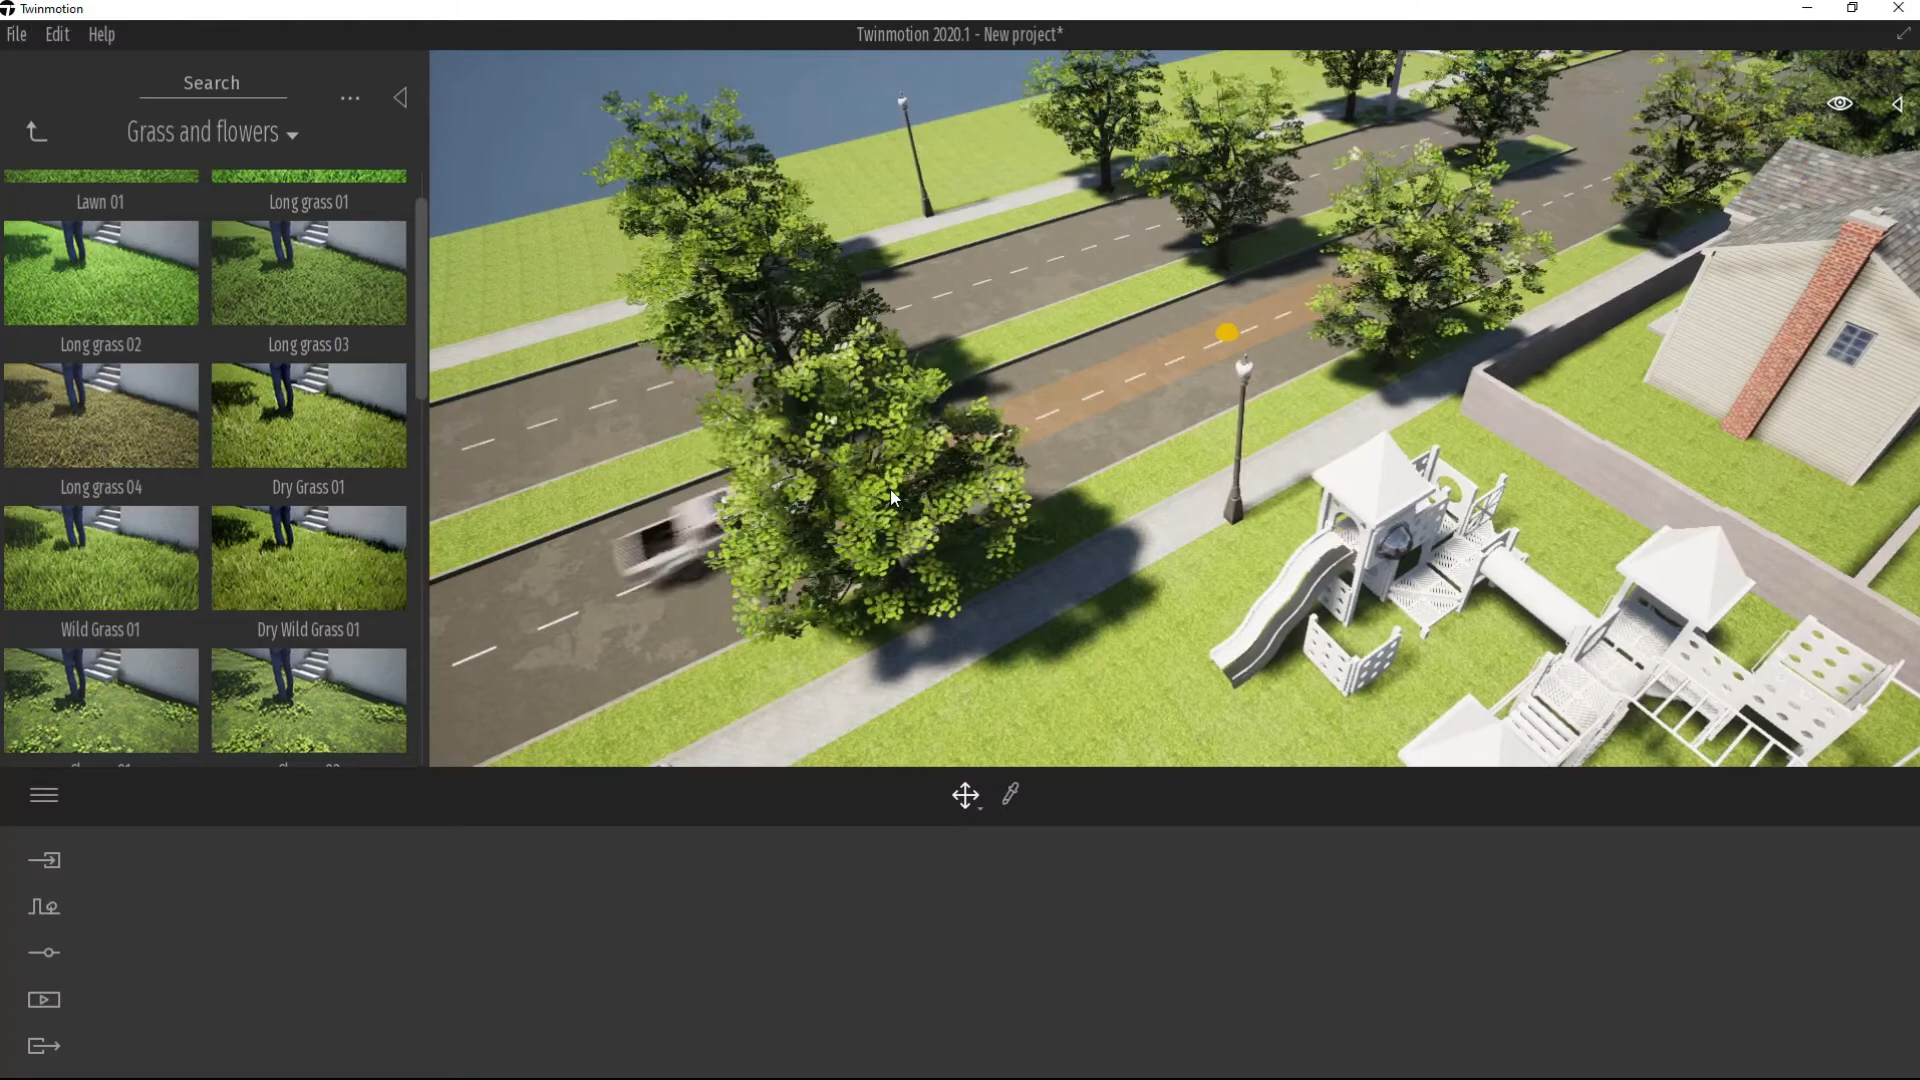 Twinmotion
File Edit Help
Twinmotion 2020.1 - New project*
Search
Grass and flowers
Lawn 01
Long grass 01
Long grass 02
Long grass 03
Long grass 04
Dry Grass 01
Wild Grass 01
Dry Wild Grass 01